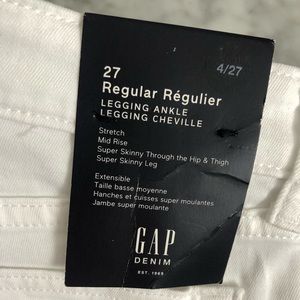 27
4/27
Regular Régulier
LEGGING ANKLE
LEGGING CHEVILLE
Stretch
Mid Rise
Super Skinny Through the Hip & Thigh
Super Skinny Leg
Extensible
Taille basse moyenne
Hanches et cuisses super moulantes
Jambe super moulante
GAP
DENIM
EST. 1969